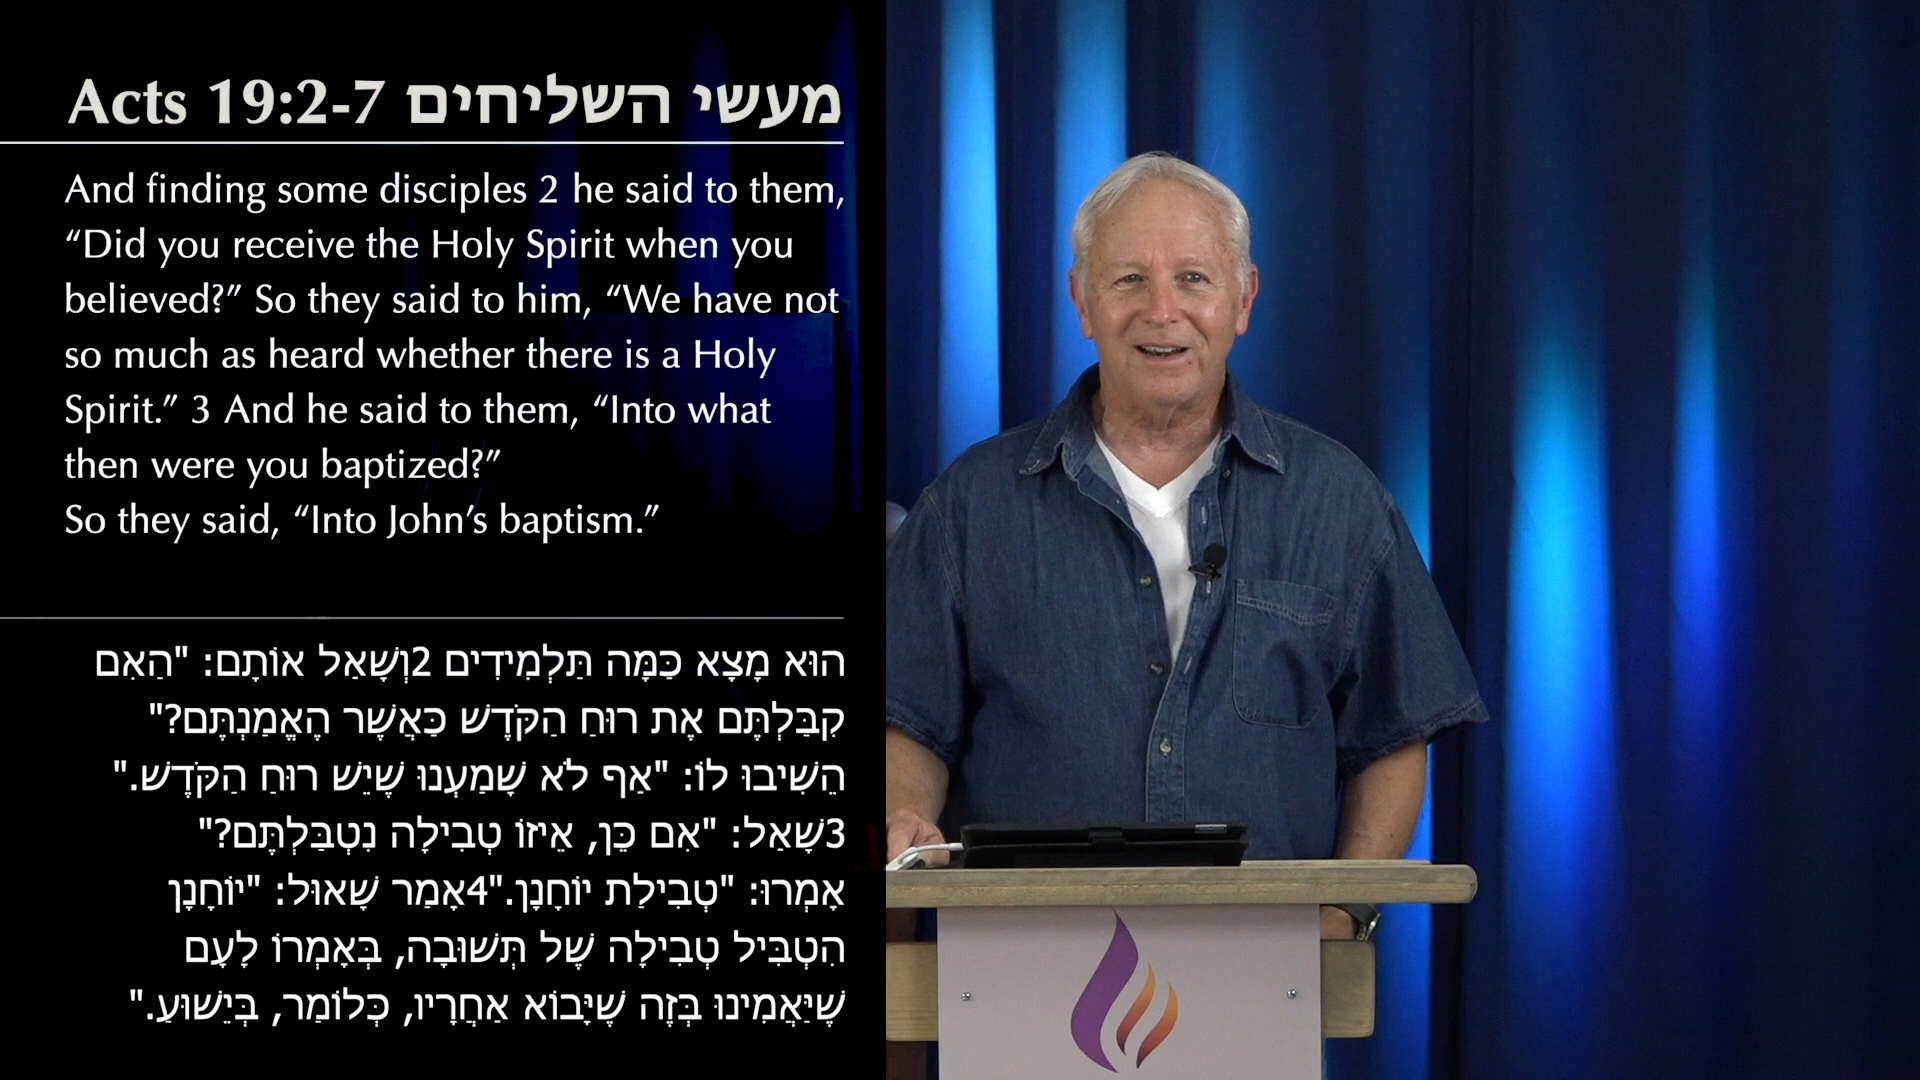 Acts 19:2-7 מעשי השליחים
And finding some disciples 2 he said to them,
“Did you receive the Holy Spirit when you
believed?” So they said to him, “We have not
so much as heard whether there is a Holy
Spirit.” 3 And he said to them, “Into what
then were you baptized?”
So they said, “Into John’s baptism.”
הוּא מָצָא כַּמָּה תַּלְמִידִים 2וְשָׁאַל אוֹתָם: "הַאִם
קִבַּלְתֶּם אֶת רוּחַ הַקֹּדֶשׁ כַּאֲשֶׁר הֶאֱמַנְתֶּם?"
הֵשִׁיבוּ לוֹ: "אַף לֹא שָׁמַעְנוּ שֶׁיֵּשׁ רוּחַ הַקֹּדֶשׁ."
3שָׁאַל: "אִם כֵּן, אֵיזוֹ טְבִילָה נִטְבַּלְתֶּם?"
אָמְרוּ: "טְבִילַת יוֹחָנָן."4אָמַר שָׁאוּל: "יוֹחָנָן
הִטְבִּיל טְבִילָה שֶׁל תְּשׁוּבָה, בְּאָמְרוֹ לָעָם
שֶׁיַּאֲמִינוּ בְּזֶה שֶׁיָּבוֹא אַחֲרָיו, כְּלוֹמַר, בְּיֵשׁוּעַ."